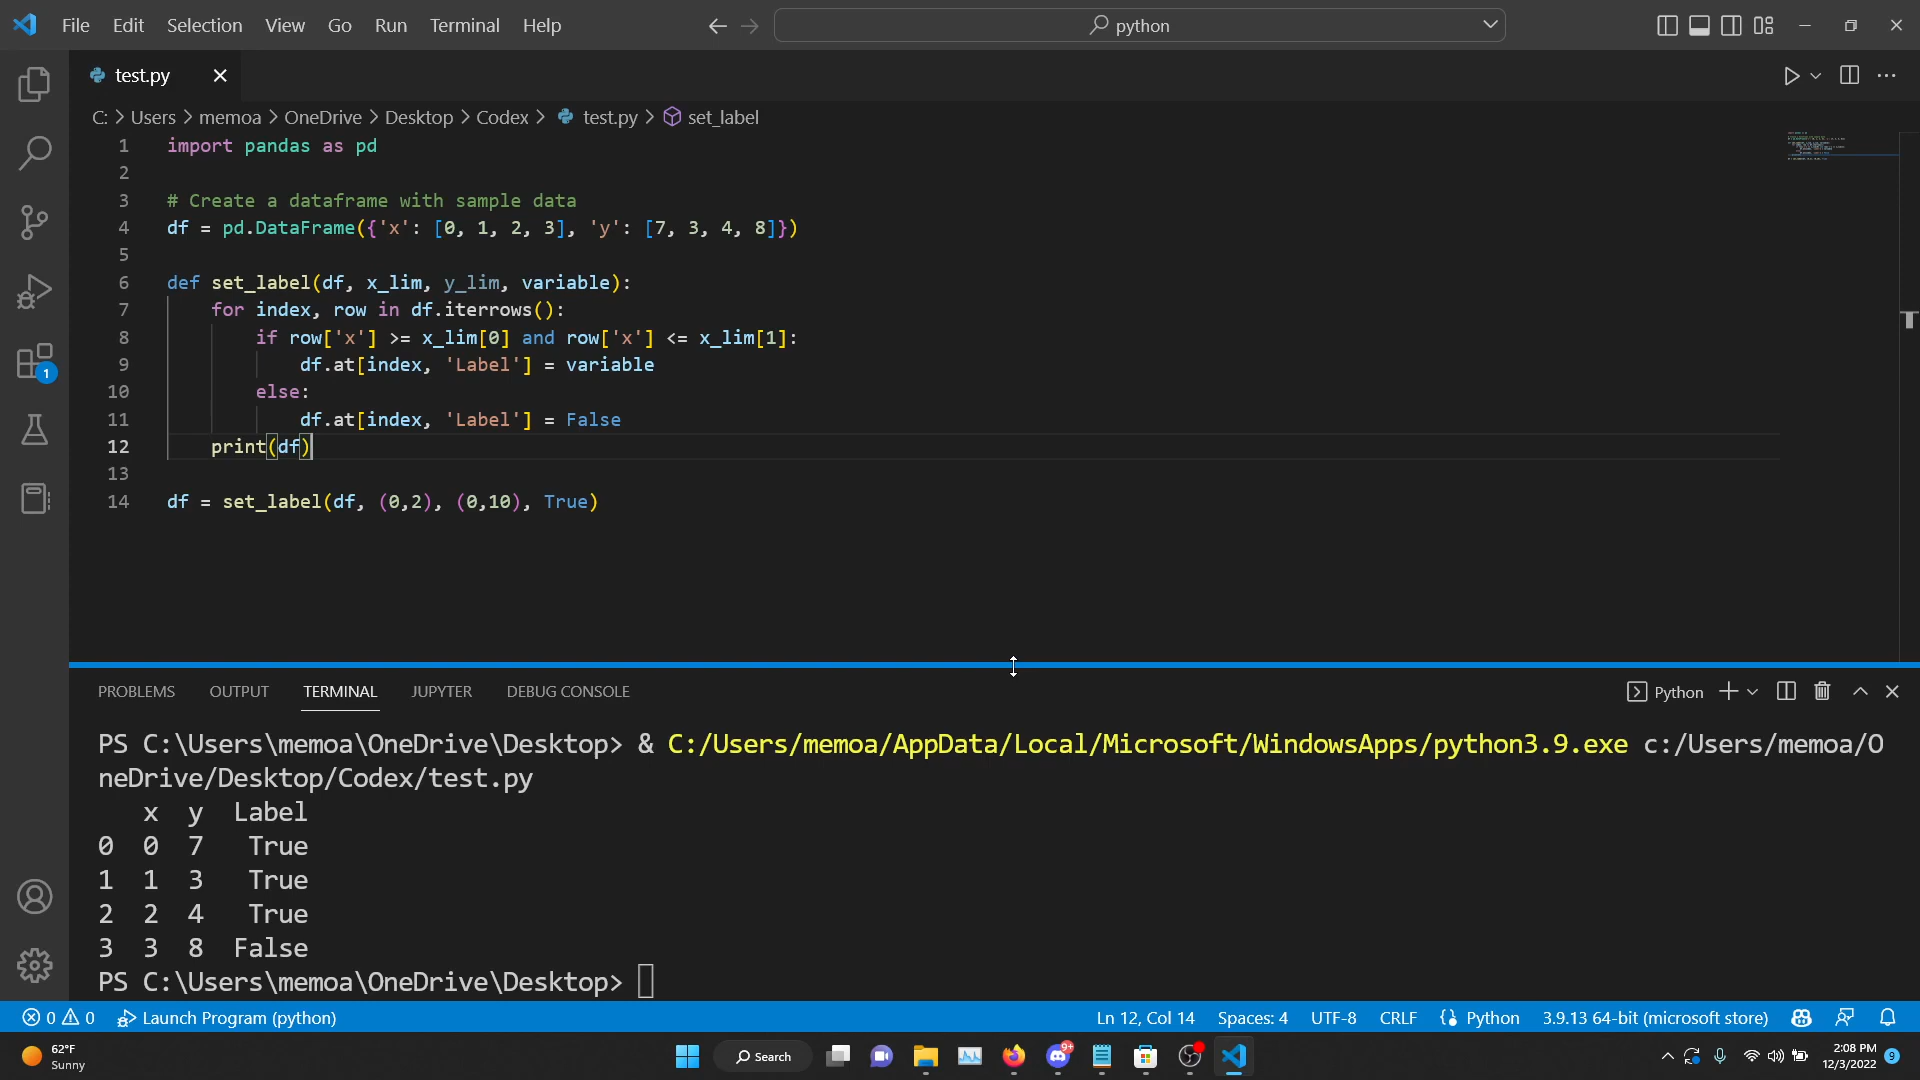 File Edit Selection View Go Run Terminal Help
python
test.py
C: > Users > memoa > OneDrive > Desktop > Codex > test.py > set_label
1 import pandas as pd
2
3 # Create a dataframe with sample data
4 df = pd.DataFrame({'x': [0, 1, 2, 3], 'y': [7, 3, 4, 8]})
5
6 def set_label(df, x_lim, y_lim, variable):
7     for index, row in df.iterrows():
8         if row['x'] >= x_lim[0] and row['x'] <= x_lim[1]:
9             df.at[index, 'Label'] = variable
10         else:
11             df.at[index, 'Label'] = False
12     print(df)
13
14 df = set_label(df, (0,2), (0,10), True)
1
PROBLEMS OUTPUT TERMINAL JUPYTER DEBUG CONSOLE
Python
PS C:\Users\memoa\OneDrive\Desktop> & C:/Users/memoa/AppData/Local/Microsoft/WindowsApps/python3.9.exe c:/Users/memoa/O
neDrive/Desktop/Codex/test.py
   x  y  Label
0  0  7   True
1  1  3   True
2  2  4   True
3  3  8  False
PS C:\Users\memoa\OneDrive\Desktop>
0 0 Launch Program (python) Ln 12, Col 14 Spaces: 4 UTF-8 CRLF Python 3.9.13 64-bit (microsoft store)
62°F
Sunny
Search
9+
2:08 PM
12/3/2022
9